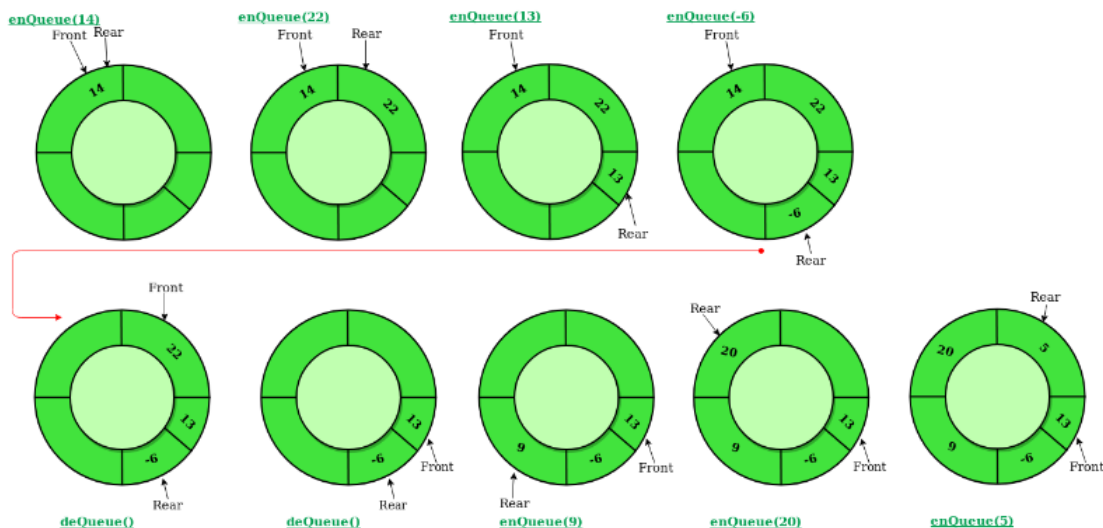 enQueue(14)
Front
Rear
14
enQueue(22)
Front
Rear
14
22
enQueue(13)
Front
14
22
13
Rear
enQueue(-6)
Front
14
22
13
-6
Rear
Front
22
13
-6
Rear
deQueue()
13
-6
Front
Rear
deQueue()
13
9
-6
Front
Rear
enQueue(9)
Rear
20
13
9
-6
Front
enQueue(20)
Rear
20
5
13
9
-6
Front
enQueue(5)